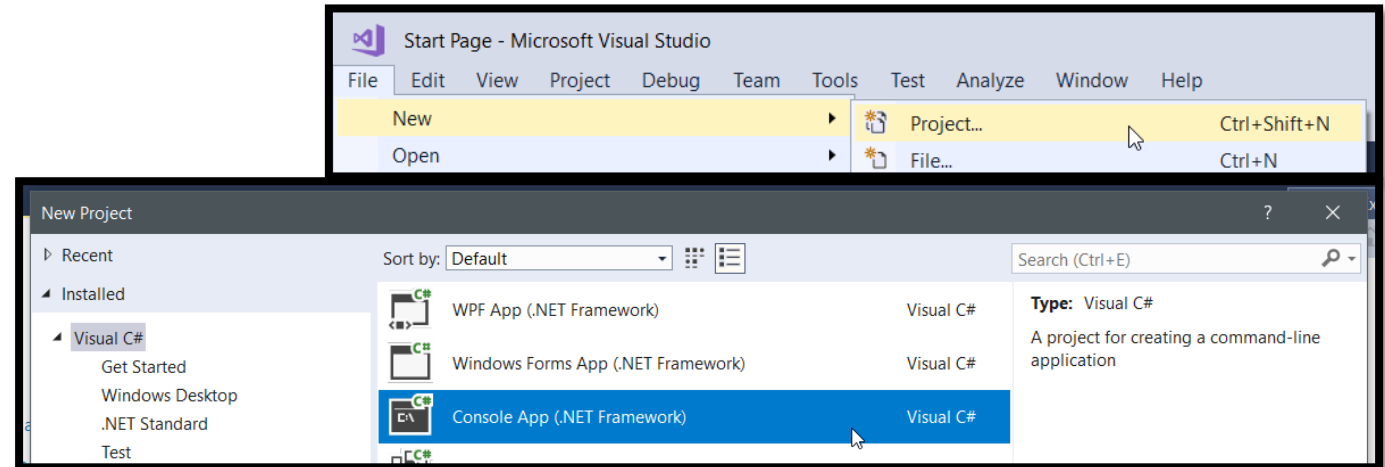 Start Page - Microsoft Visual Studio
File Edit View Project Debug Team Tools Test Analyze Window Help
New
Project... Ctrl+Shift+N
Open
File... Ctrl+N
New Project ? ×
Recent
Sort by: Default
Search (Ctrl+E)
Installed
Visual C#
Get Started
Windows Desktop
.NET Standard
Test
C# WPF App (.NET Framework) Visual C#
C# Windows Forms App (.NET Framework) Visual C#
C# C:\ Console App (.NET Framework) Visual C#
C#
Type: Visual C#
A project for creating a command-line
application